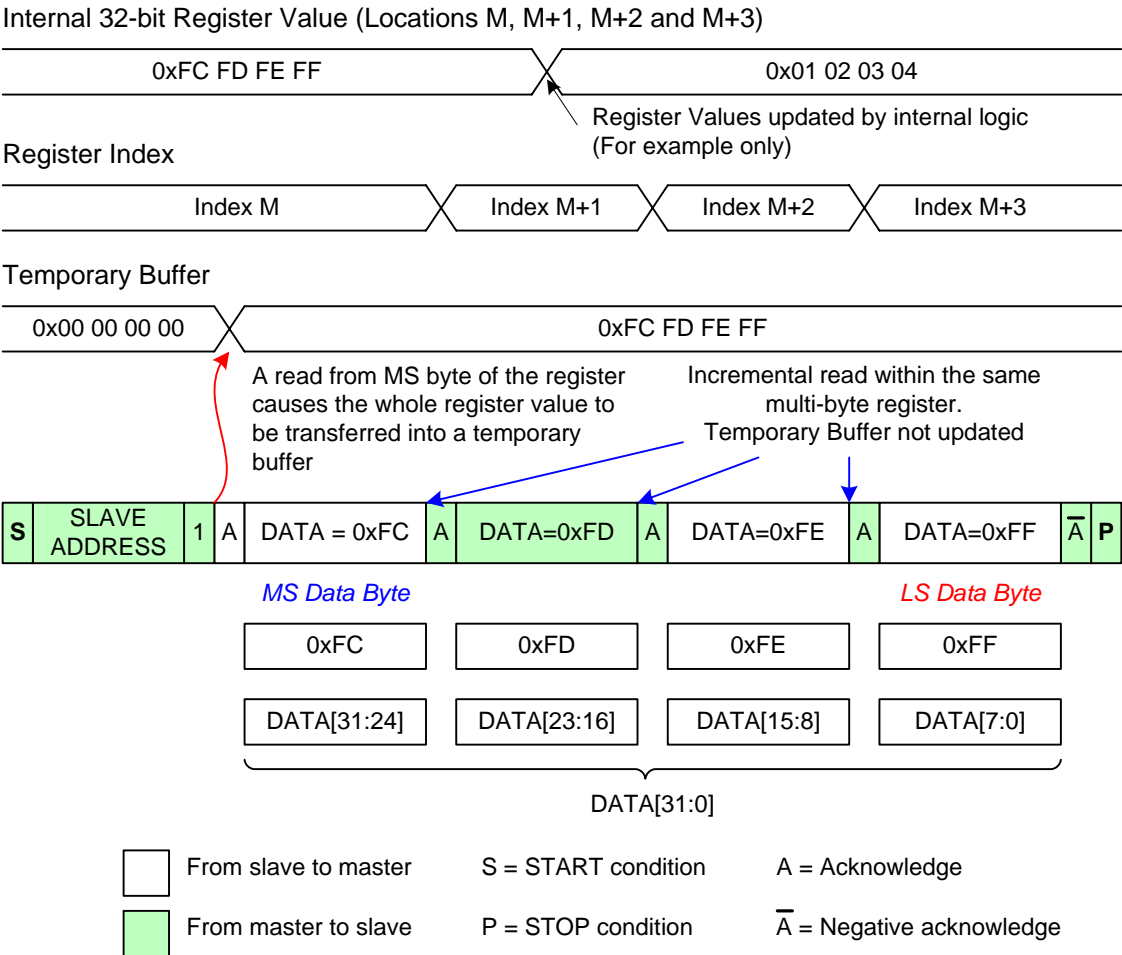 Internal 32-bit Register Value (Locations M, M+1, M+2 and M+3)
0xFC FD FE FF
0x01 02 03 04
Register Values updated by internal logic
(For example only)
Register Index
Index M
Index M+1
Index M+2
Index M+3
Temporary Buffer
0x00 00 00 00
0xFC FD FE FF
A read from MS byte of the register
causes the whole register value to
be transferred into a temporary
buffer
Incremental read within the same
multi-byte register.
Temporary Buffer not updated
S
SLAVE
ADDRESS
1
A
DATA = 0xFC
A
DATA=0xFD
A
DATA=0xFE
A
DATA=0xFF
A̅
P
MS Data Byte
LS Data Byte
0xFC
0xFD
0xFE
0xFF
DATA[31:24]
DATA[23:16]
DATA[15:8]
DATA[7:0]
DATA[31:0]
From slave to master
S = START condition
A = Acknowledge
From master to slave
P = STOP condition
A̅ = Negative acknowledge